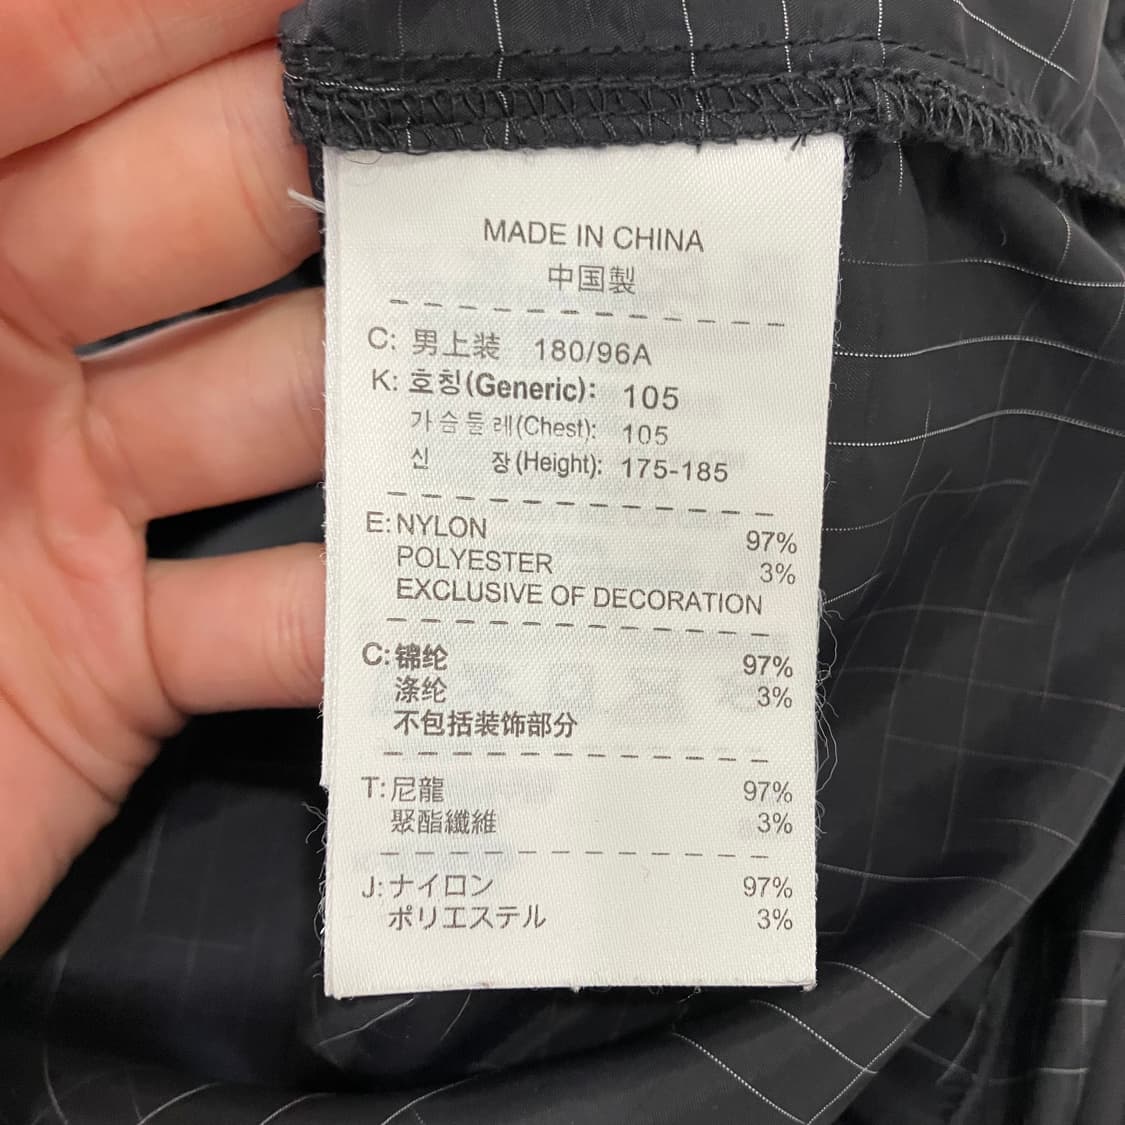 MADE IN CHINA
中国製
C: 男上装 180/96A
K: 호칭(Generic): 105
가슴둘레(Chest): 105
신 장(Height): 175-185
E: NYLON 97%
POLYESTER 3%
EXCLUSIVE OF DECORATION
C: 锦纶 97%
涤纶 3%
不包括装饰部分
T: 尼龍 97%
聚酯纖維 3%
J: ナイロン 97%
ポリエステル 3%